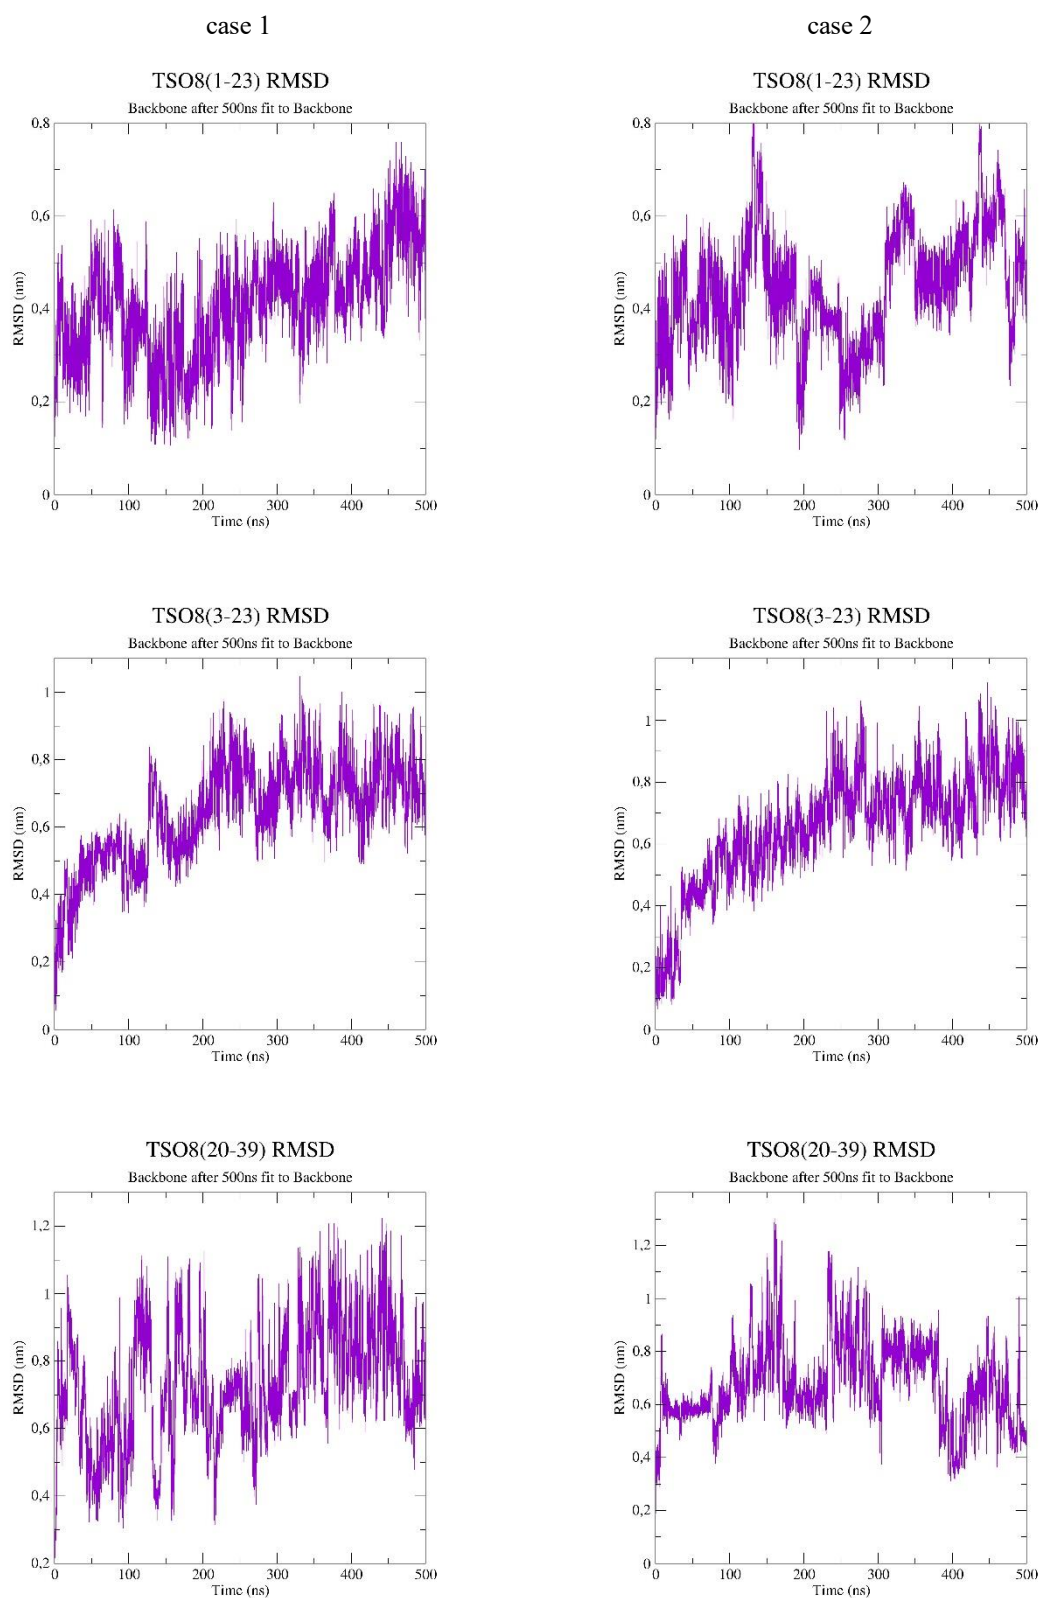 case 1
case 2
TSO8(1-23) RMSD
Backbone after 500ns fit to Backbone
0,8
0,6
0,4
0,2
0
RMSD (nm)
0 100 200 300 400 500
Time (ns)
TSO8(1-23) RMSD
Backbone after 500ns fit to Backbone
0,8
0,6
0,4
0,2
0
RMSD (nm)
0 100 200 300 400 500
Time (ns)
TSO8(3-23) RMSD
Backbone after 500ns fit to Backbone
1
0,8
0,6
0,4
0,2
0
RMSD (nm)
0 100 200 300 400 500
Time (ns)
TSO8(3-23) RMSD
Backbone after 500ns fit to Backbone
1
0,8
0,6
0,4
0,2
0
RMSD (nm)
0 100 200 300 400 500
Time (ns)
TSO8(20-39) RMSD
Backbone after 500ns fit to Backbone
1,2
1
0,8
0,6
0,4
0,2
RMSD (nm)
0 100 200 300 400 500
Time (ns)
TSO8(20-39) RMSD
Backbone after 500ns fit to Backbone
1,2
1
0,8
0,6
0,4
0,2
0
RMSD (nm)
0 100 200 300 400 500
Time (ns)